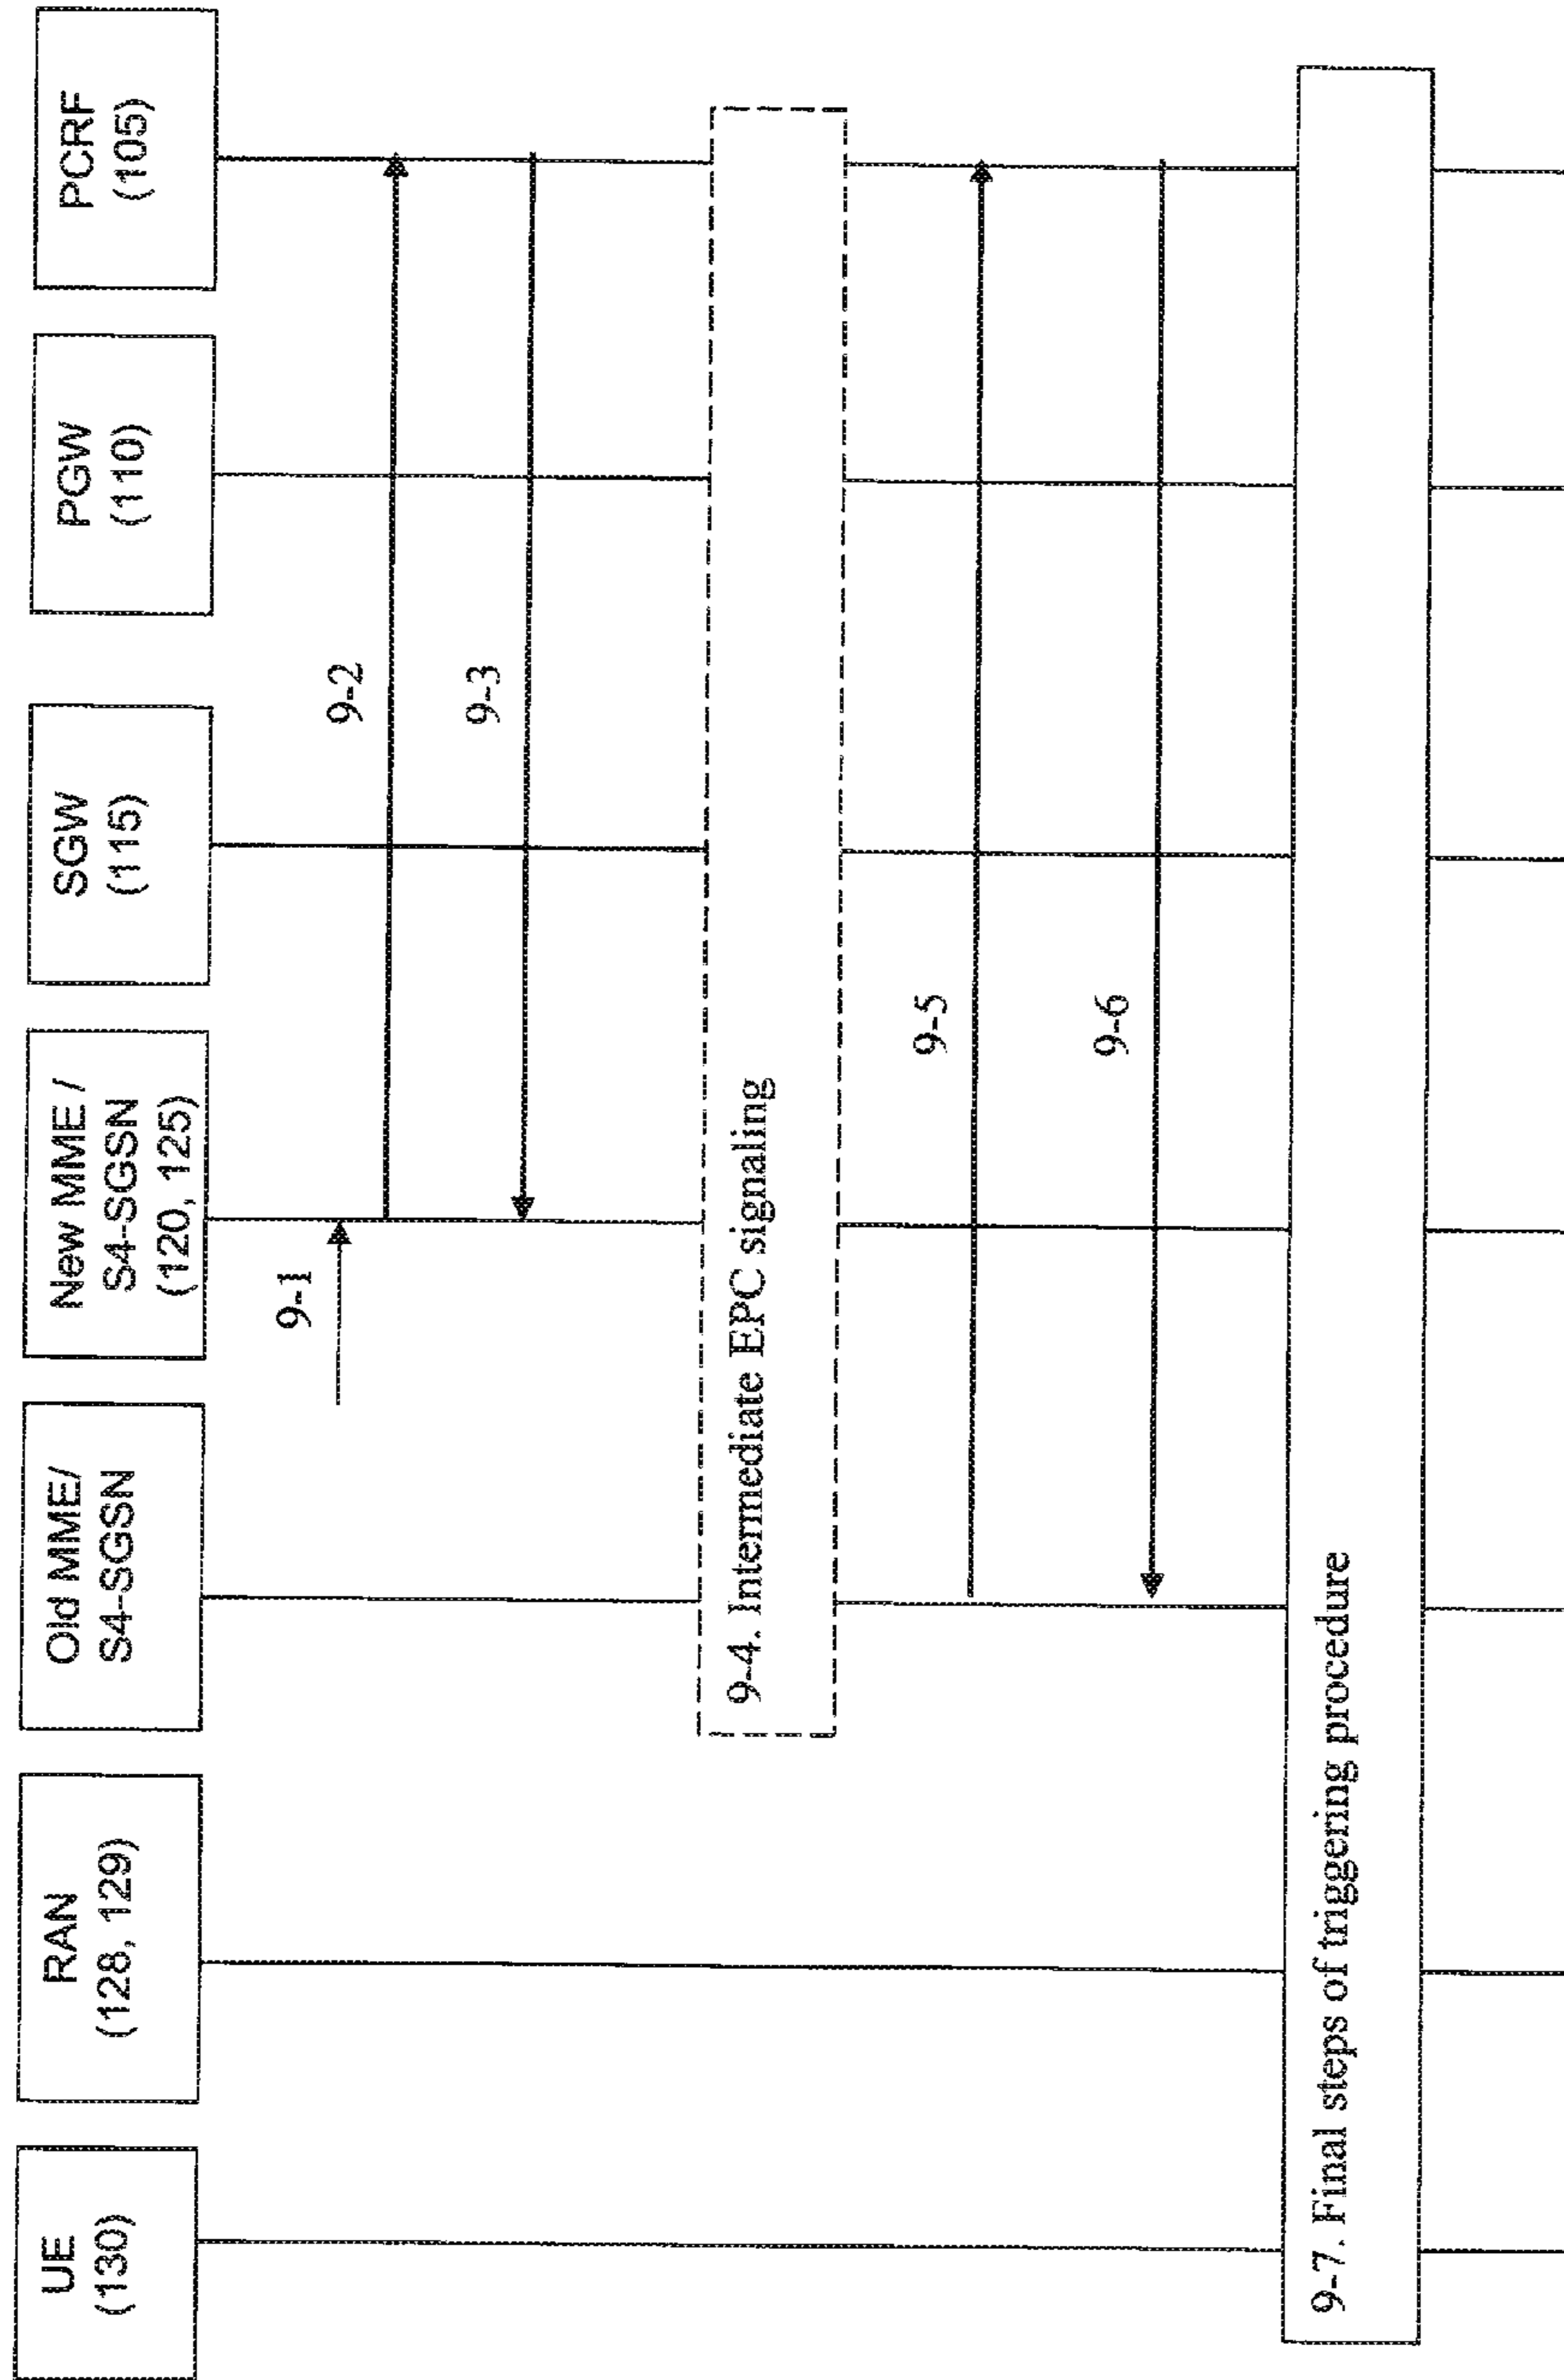 UE
(130)
RAN
(128, 129)
Old MME/
S4-SGSN
New MME /
S4-SGSN
(120, 125)
SGW
(115)
PGW
(110)
PCRF
(105)
9-1
9-2
9-3
9-4. Intermediate EPC signaling
9-5
9-6
9-7. Final steps of triggering procedure